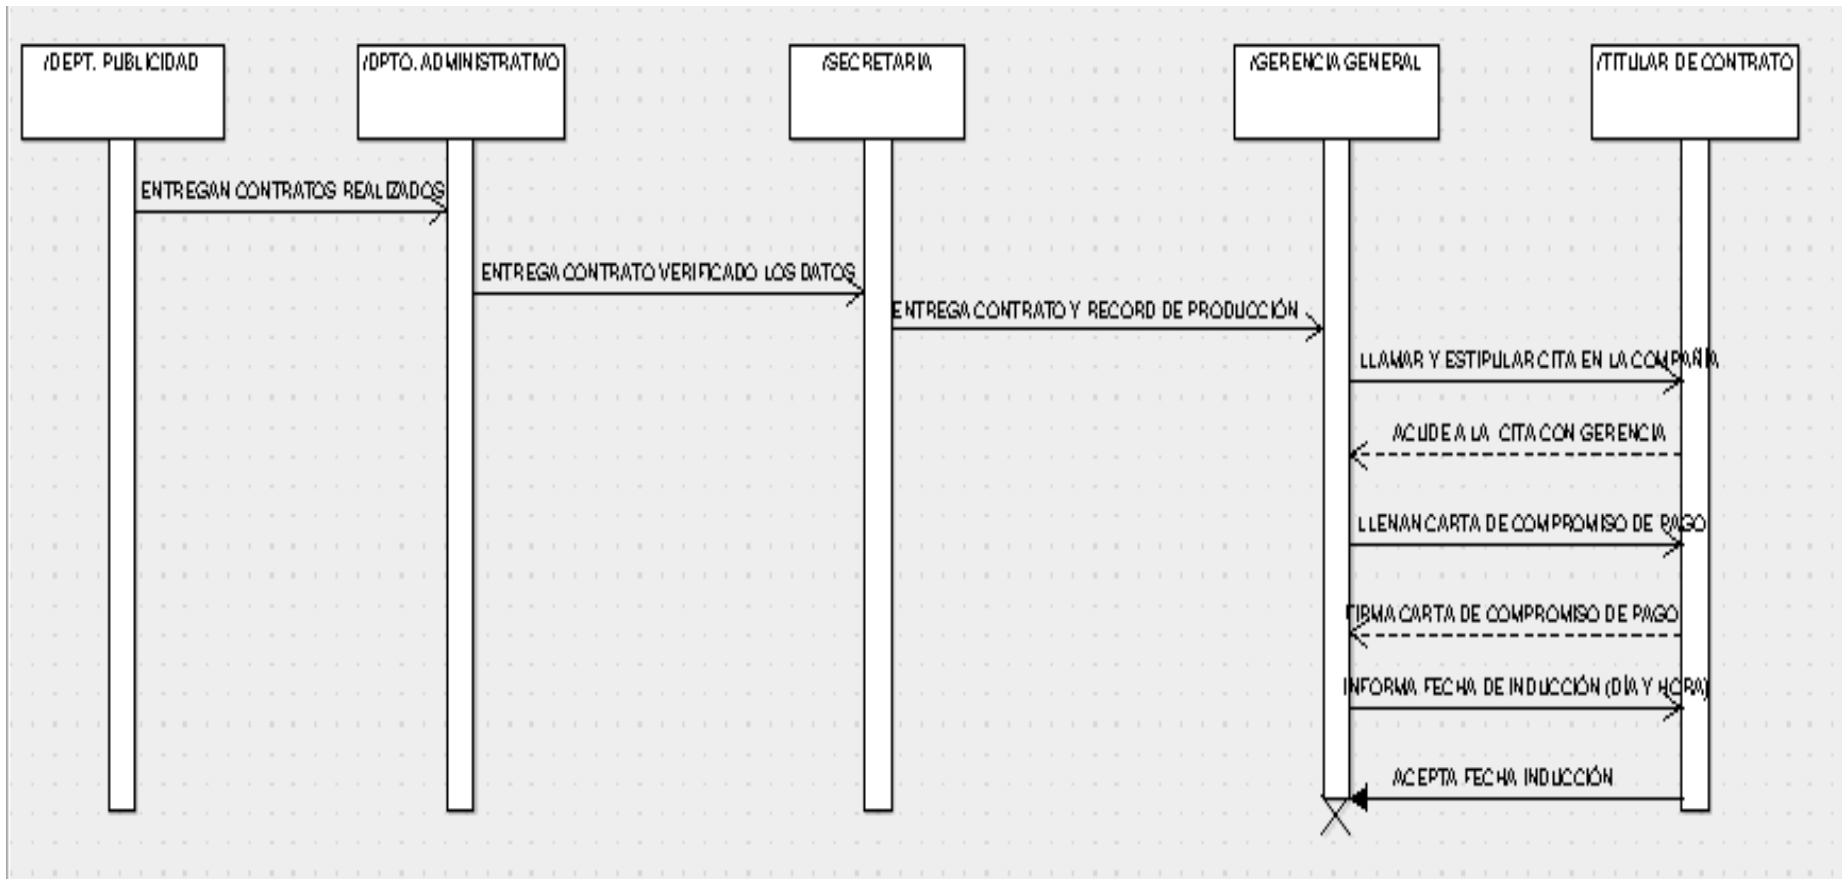 /DEPT. PUBLICIDAD
/DPTO. ADMINISTRATIVO
/SECRETARIA
/GERENCIA GENERAL
/TITULAR DE CONTRATO
ENTREGAN CONTRATOS REALIZADOS
ENTREGA CONTRATO VERIFICADO LOS DATOS
ENTREGA CONTRATO Y RECORD DE PRODUCCIÓN
LLAMAR Y ESTIPULAR CITA EN LA COMPAÑÍA
ACUDE A LA CITA CON GERENCIA
LLENAN CARTA DE COMPROMISO DE PAGO
FIRMA CARTA DE COMPROMISO DE PAGO
INFORMA FECHA DE INDUCCIÓN (DÍA Y HORA)
ACEPTA FECHA INDUCCIÓN